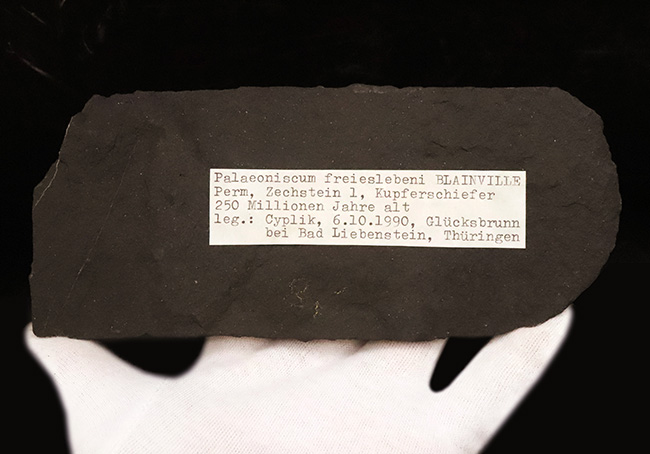 Palaeoniscum freieslebeni BLAINVILLE
Perm, Zechstein 1, Kupferschiefer
250 Millionen Jahre alt
leg.: Cyplik, 6.10.1990, Glücksbrunn
bei Bad Liebenstein, Thüringen